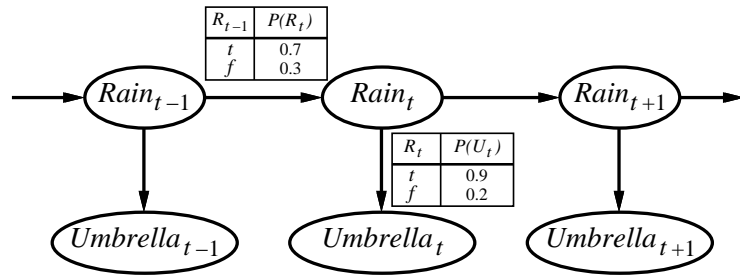 R_{t-1} P(R_t)
t 0.7
f 0.3
Rain_{t-1} Rain_t Rain_{t+1}
R_t P(U_t)
t 0.9
f 0.2
Umbrella_{t-1} Umbrella_t Umbrella_{t+1}